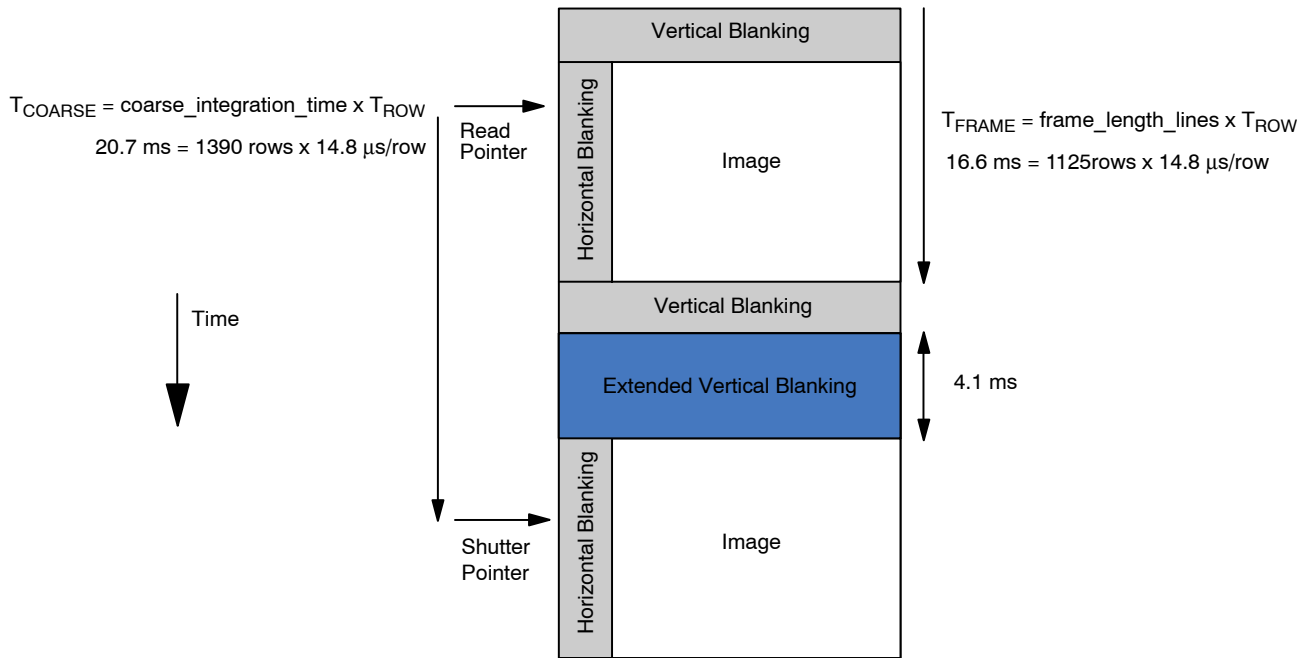 Vertical Blanking
T_COARSE = coarse_integration_time x T_ROW
20.7 ms = 1390 rows x 14.8 μs/row
Read
Pointer
Horizontal Blanking
Image
T_FRAME = frame_length_lines x T_ROW
16.6 ms = 1125rows x 14.8 μs/row
Time
Vertical Blanking
Extended Vertical Blanking
4.1 ms
Shutter
Pointer
Horizontal Blanking
Image